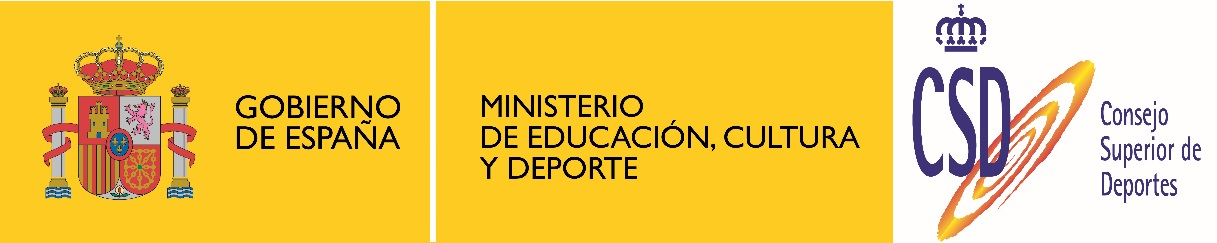 GOBIERNO
DE ESPAÑA
MINISTERIO
DE EDUCACIÓN, CULTURA
Y DEPORTE
CSD
Consejo
Superior de
Deportes